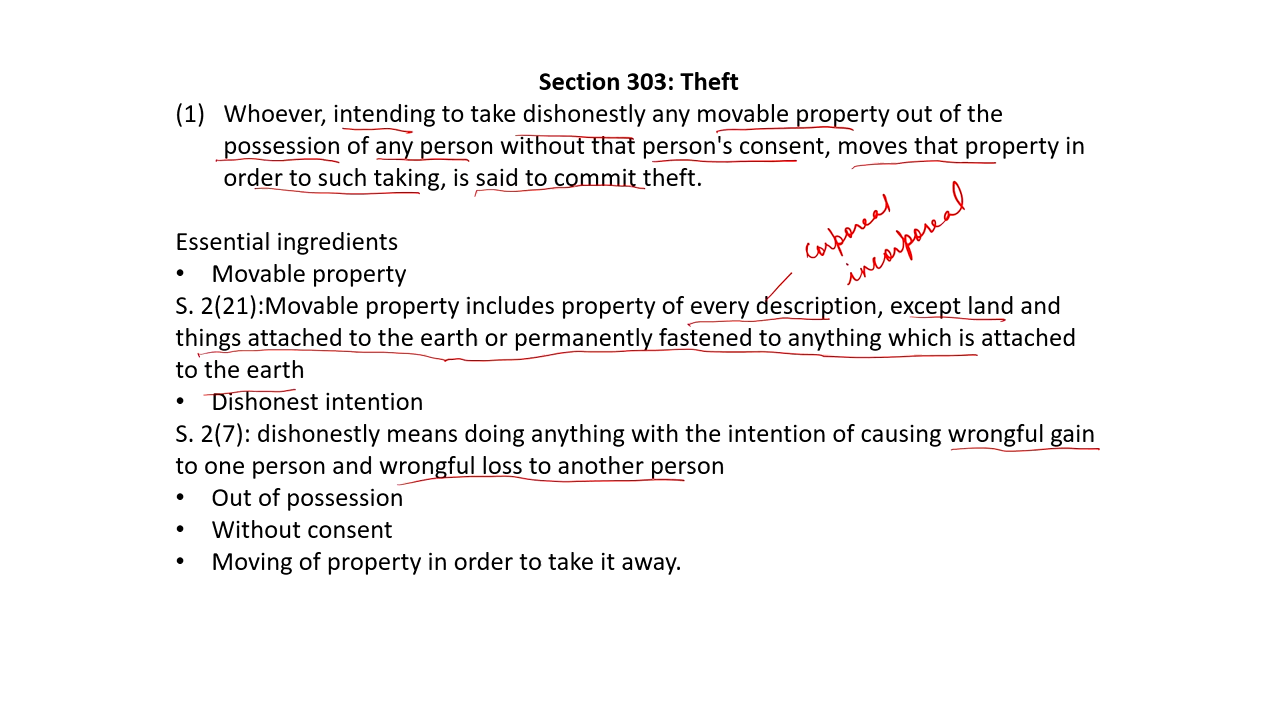 Section 303: Theft
(1) Whoever, intending to take dishonestly any movable property out of the
possession of any person without that person's consent, moves that property in
order to such taking, is said to commit theft.
corporeal
incorporeal
Essential ingredients
• Movable property
S. 2(21):Movable property includes property of every description, except land and
things attached to the earth or permanently fastened to anything which is attached
to the earth
• Dishonest intention
S. 2(7): dishonestly means doing anything with the intention of causing wrongful gain
to one person and wrongful loss to another person
• Out of possession
• Without consent
• Moving of property in order to take it away.